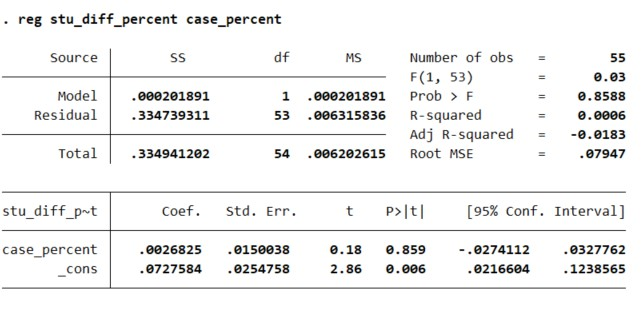 . reg stu_diff_percent case_percent
Source SS df MS Number of obs = 55
F(1, 53) = 0.03
Model .000201891 1 .000201891 Prob > F = 0.8588
Residual .334739311 53 .006315836 R-squared = 0.0006
Adj R-squared = -0.0183
Total .334941202 54 .006202615 Root MSE = .07947
stu_diff_p~t Coef. Std. Err. t P>|t| [95% Conf. Interval]
case_percent .0026825 .0150038 0.18 0.859 -.0274112 .0327762
_cons .0727584 .0254758 2.86 0.006 .0216604 .1238565